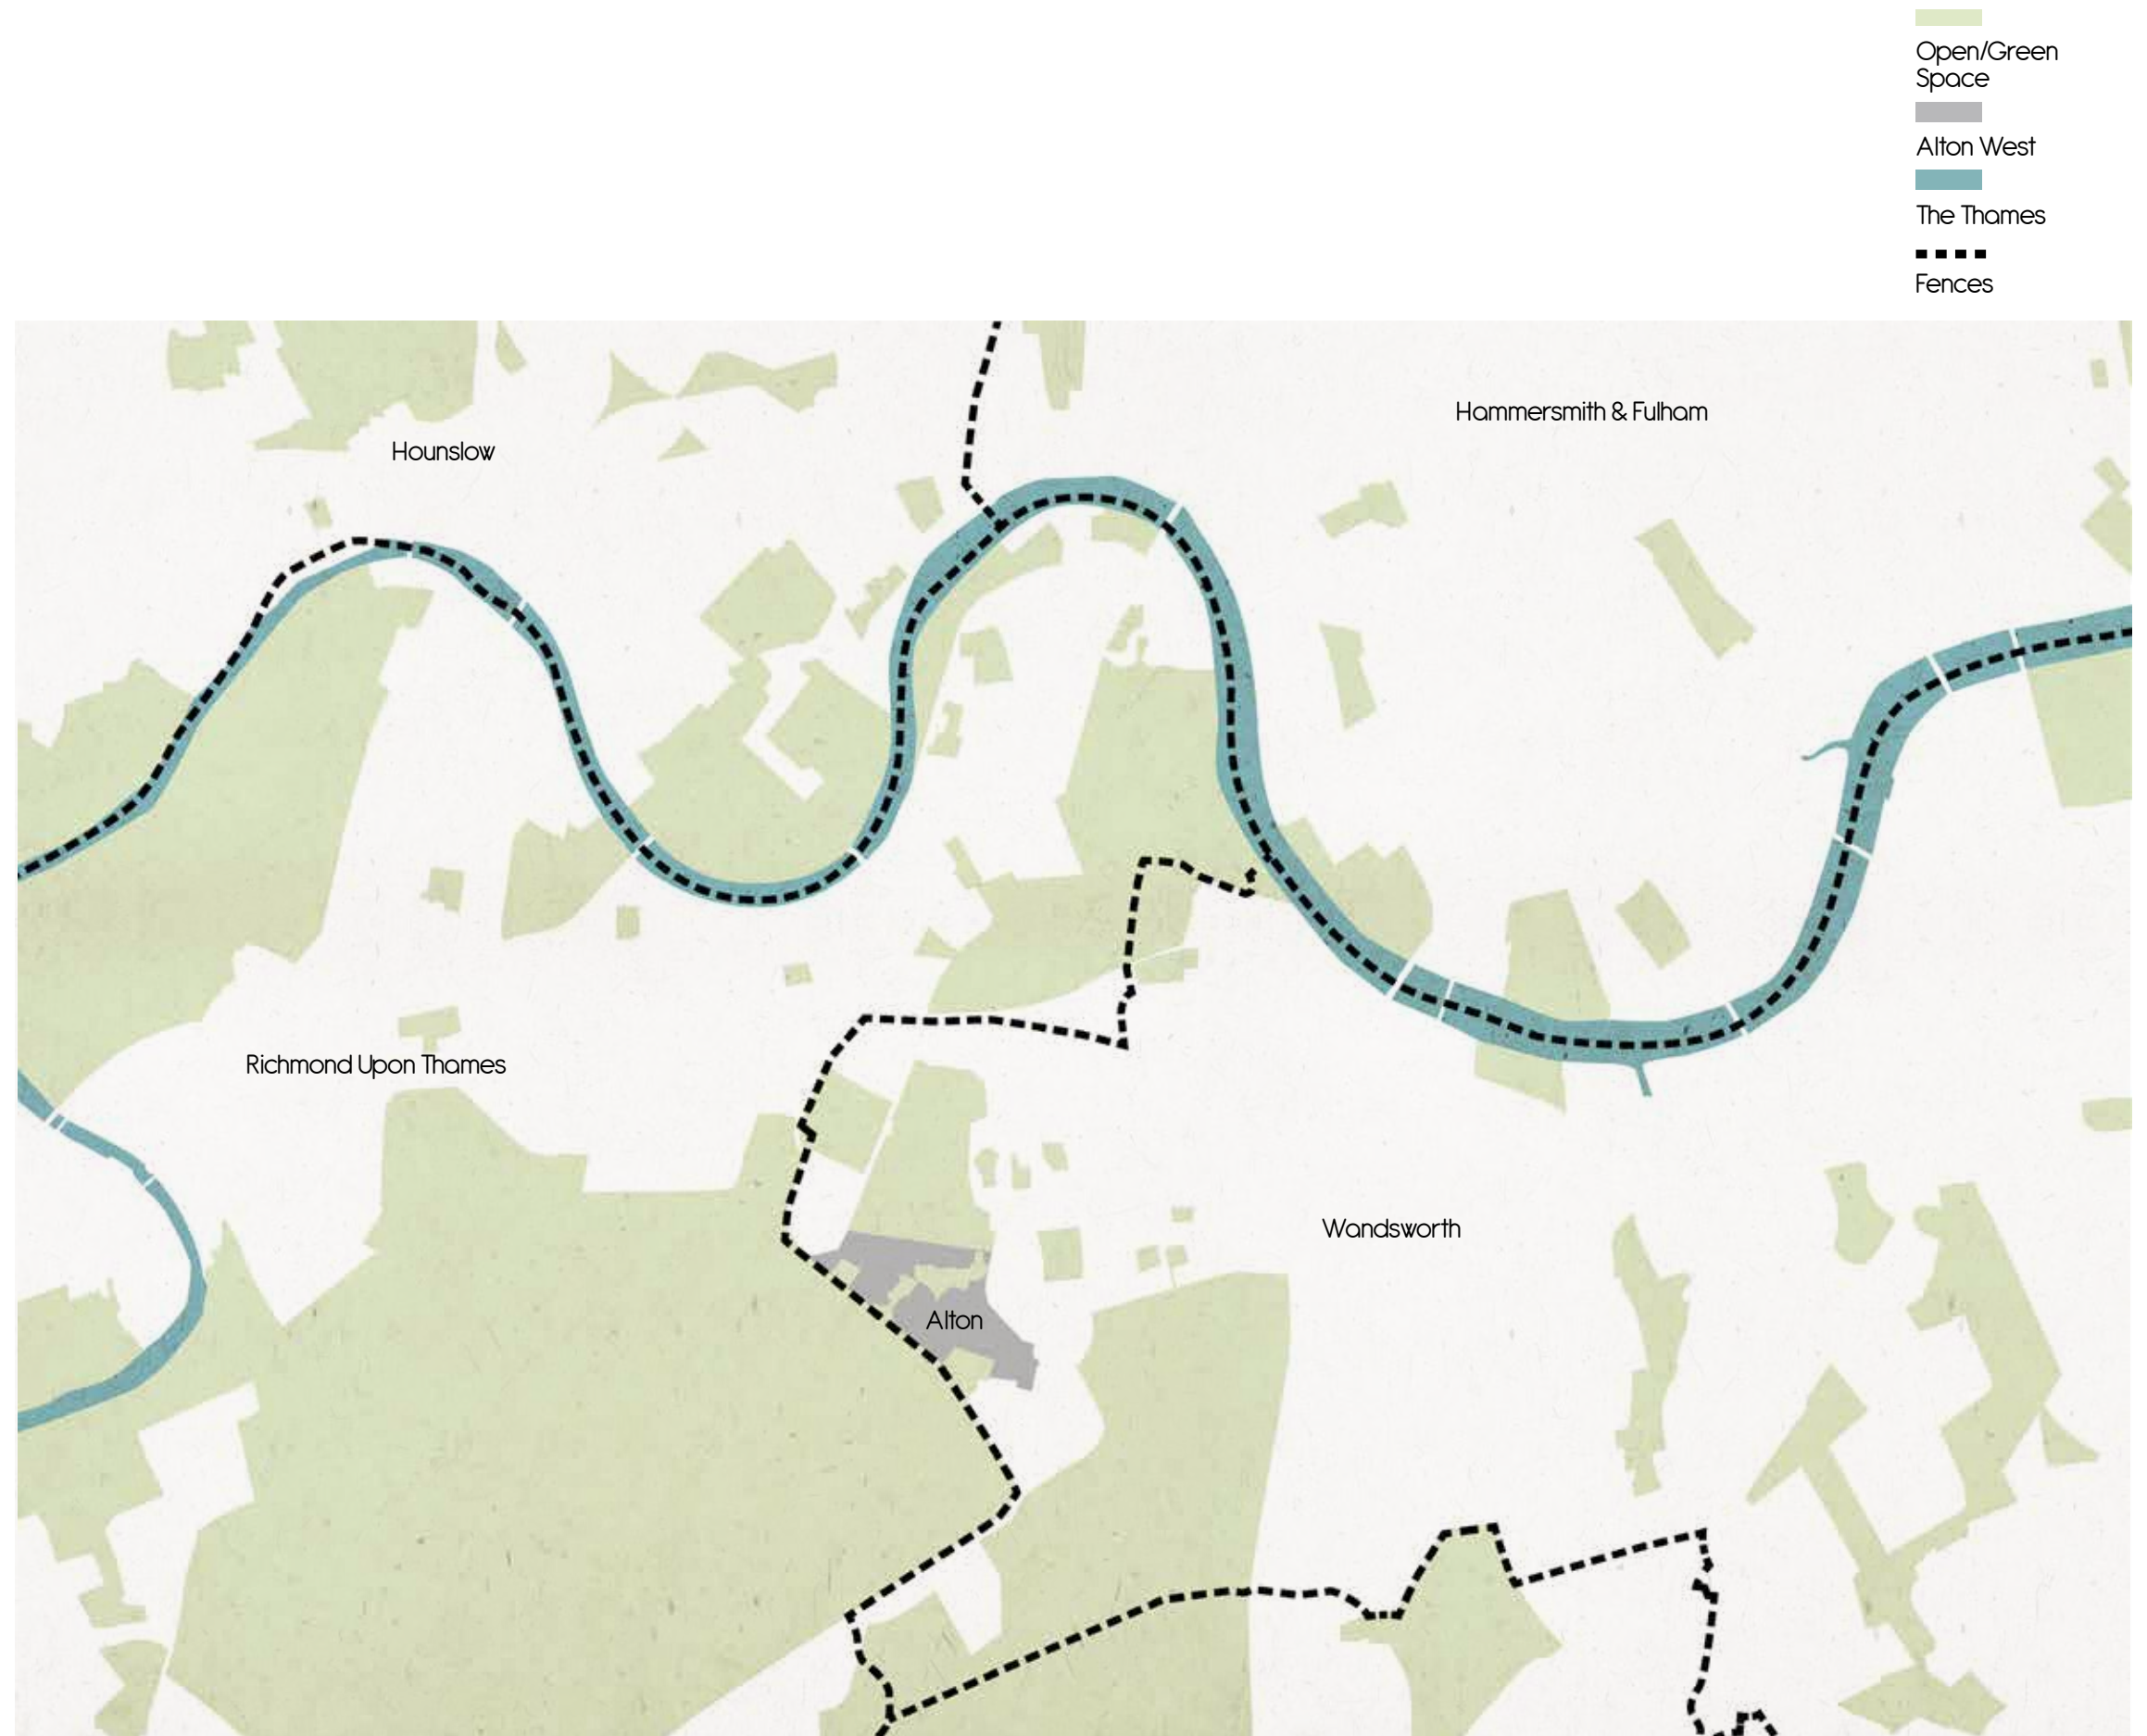 Open/Green
Space
Alton West
The Thames
Fences
Hammersmith & Fulham
Hounslow
Richmond Upon Thames
Wandsworth
Alton